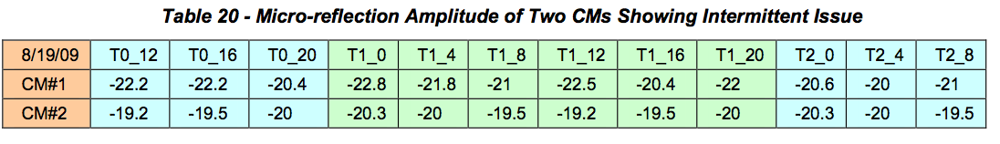 Table 20 - Micro-reflection Amplitude of Two CMs Showing Intermittent Issue
8/19/09 T0_12 T0_16 T0_20 T1_0 T1_4 T1_8 T1_12 T1_16 T1_20 T2_0 T2_4 T2_8
CM#1 -22.2 -22.2 -20.4 -22.8 -21.8 -21 -22.5 -20.4 -22 -20.6 -20 -21
CM#2 -19.2 -19.5 -20 -20.3 -20 -19.5 -19.2 -19.5 -20 -20.3 -20 -19.5